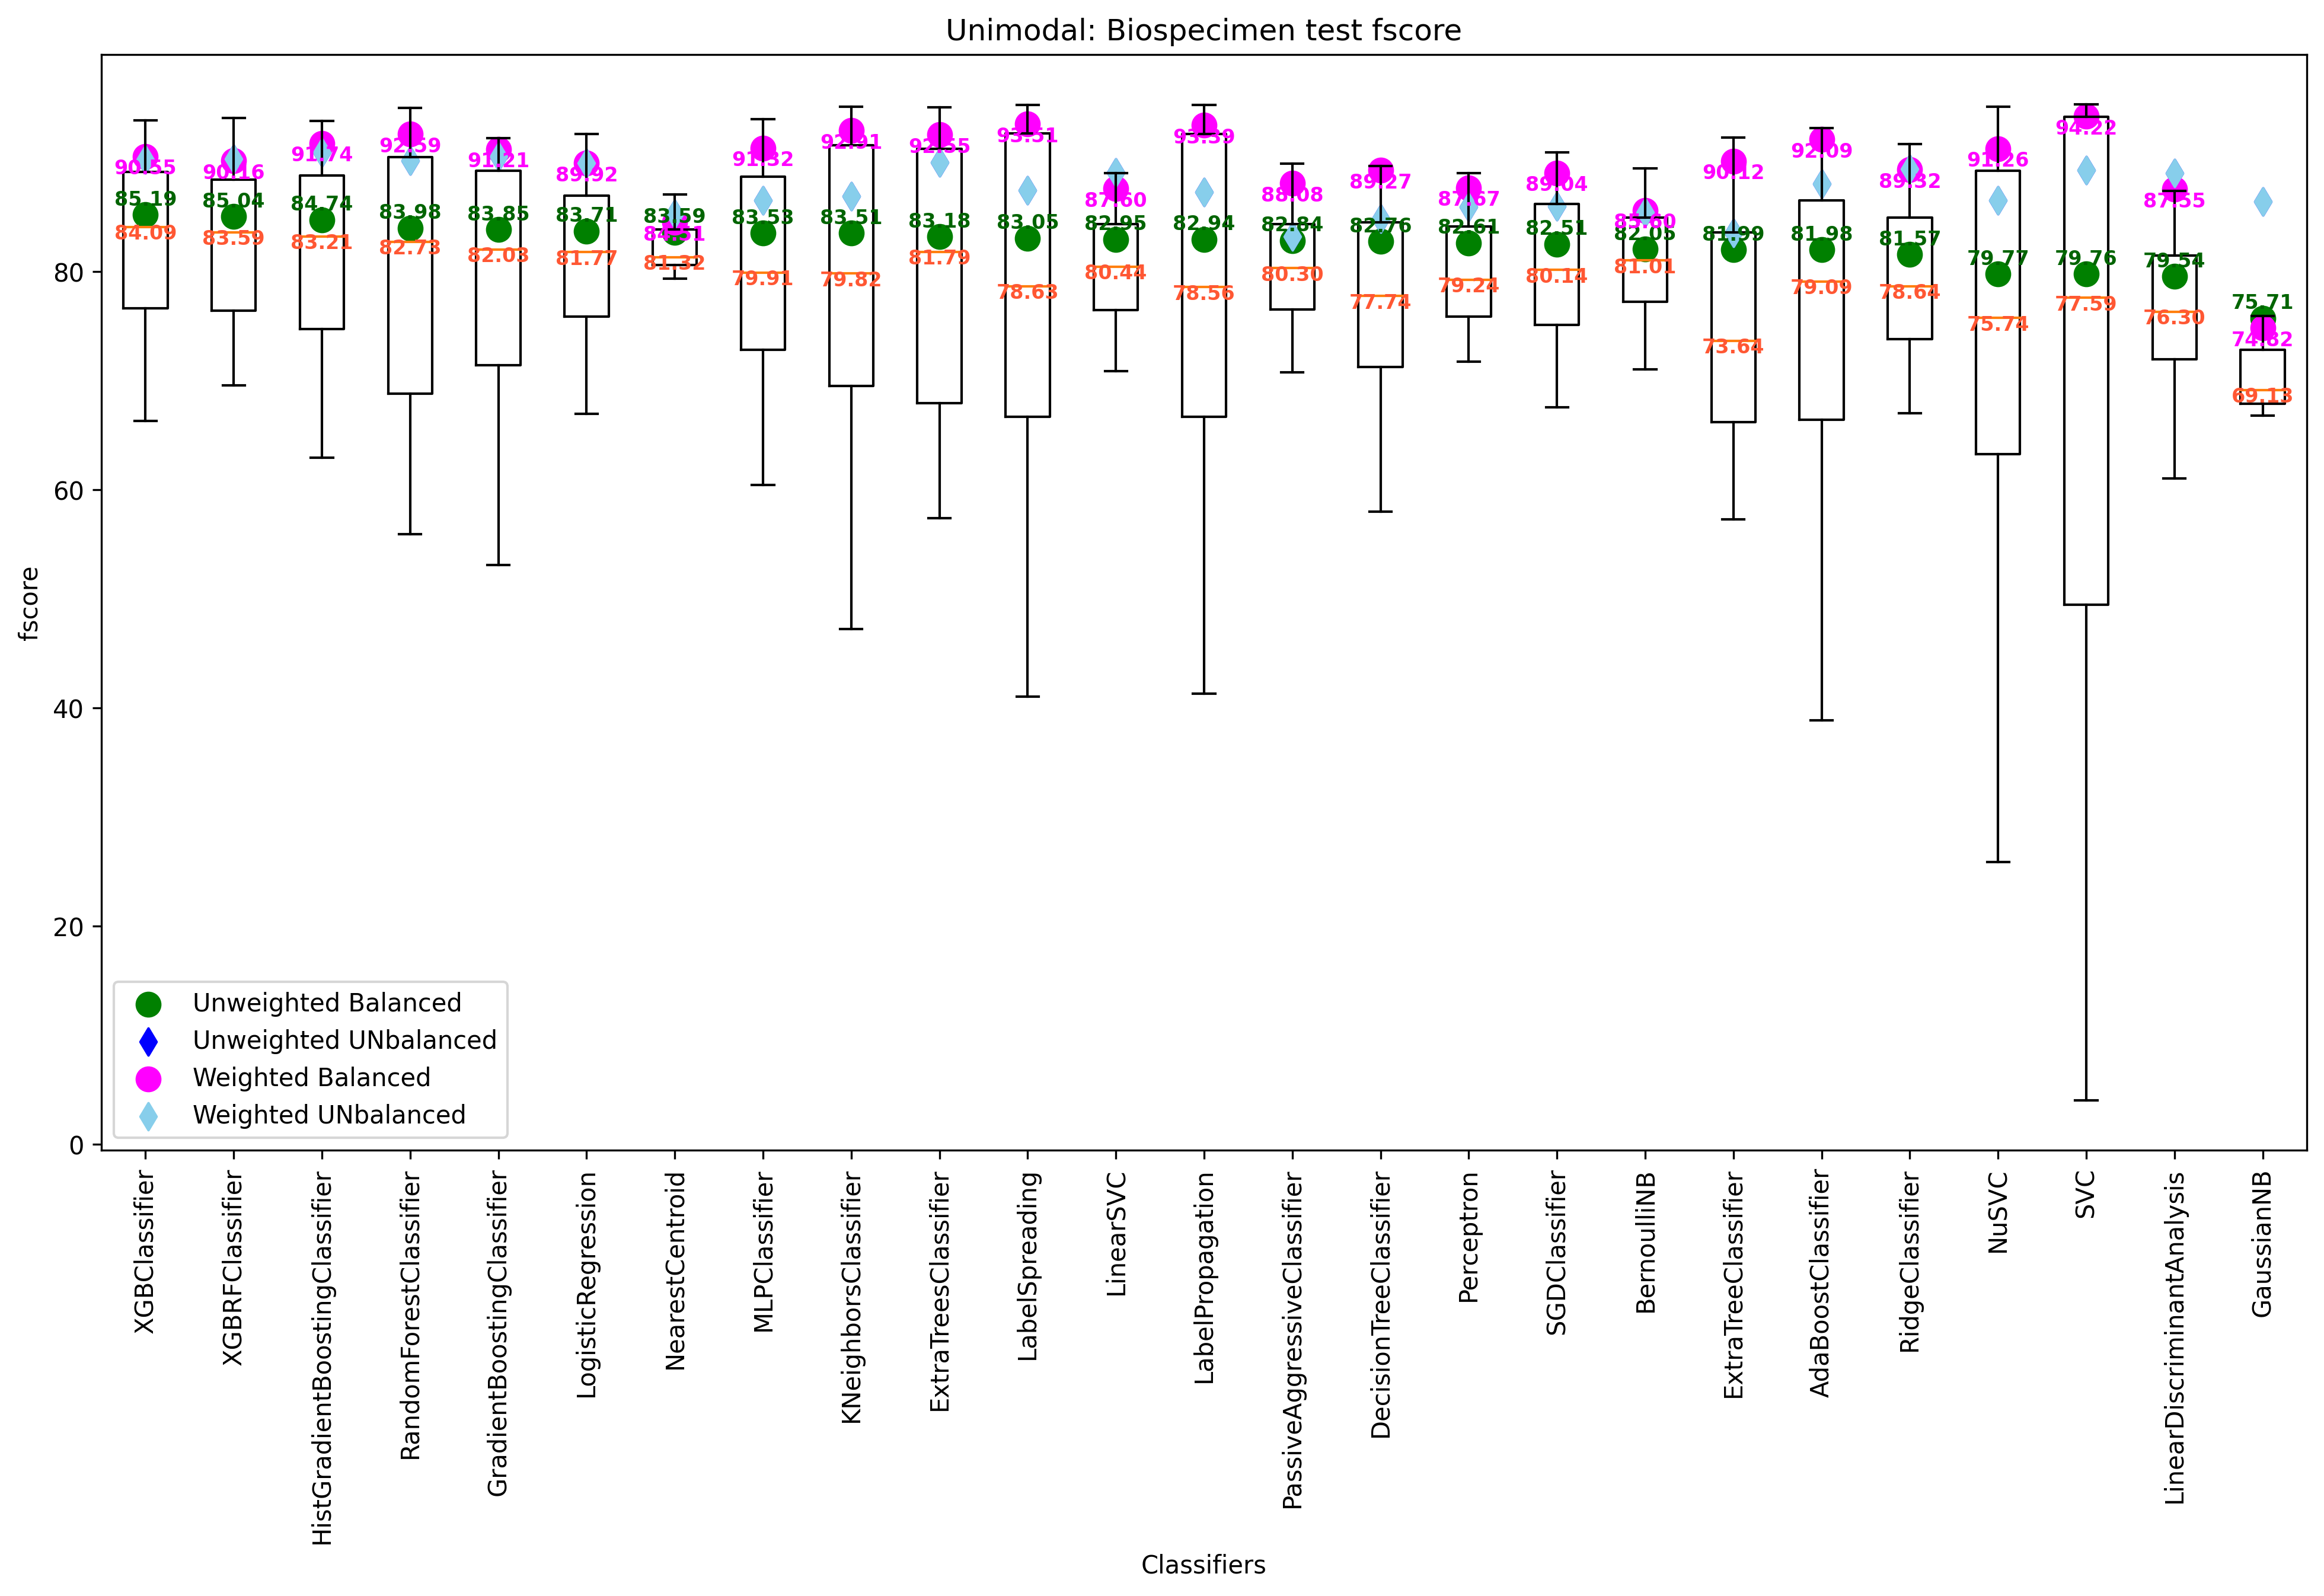 Unimodal: Biospecimen test fscore
fscore
80
60
40
20
0
90.55
90.16
91.74
92.59
91.21
89.92
91.32
92.91
92.55
93.51
87.60
93.39
88.08
89.27
87.67
89.04
85.60
90.12
92.09
89.32
91.26
94.22
87.55
74.82
85.19
85.04
84.74
83.98
83.85
83.71
83.59
83.53
83.51
83.18
83.05
82.95
82.94
82.84
82.76
82.61
82.51
82.05
81.99
81.98
81.57
79.77
79.76
79.54
75.71
84.09
83.59
83.21
82.73
82.03
81.77
81.32
79.91
79.82
81.79
78.63
80.44
78.56
80.30
77.74
79.24
80.14
81.01
73.64
79.09
78.64
75.74
77.59
76.30
69.13
Unweighted Balanced
Unweighted UNbalanced
Weighted Balanced
Weighted UNbalanced
XGBClassifier
XGBRFClassifier
HistGradientBoostingClassifier
RandomForestClassifier
GradientBoostingClassifier
LogisticRegression
NearestCentroid
MLPClassifier
KNeighborsClassifier
ExtraTreesClassifier
LabelSpreading
LinearSVC
LabelPropagation
PassiveAggressiveClassifier
DecisionTreeClassifier
Perceptron
SGDClassifier
BernoulliNB
ExtraTreeClassifier
AdaBoostClassifier
RidgeClassifier
NuSVC
SVC
LinearDiscriminantAnalysis
GaussianNB
Classifiers